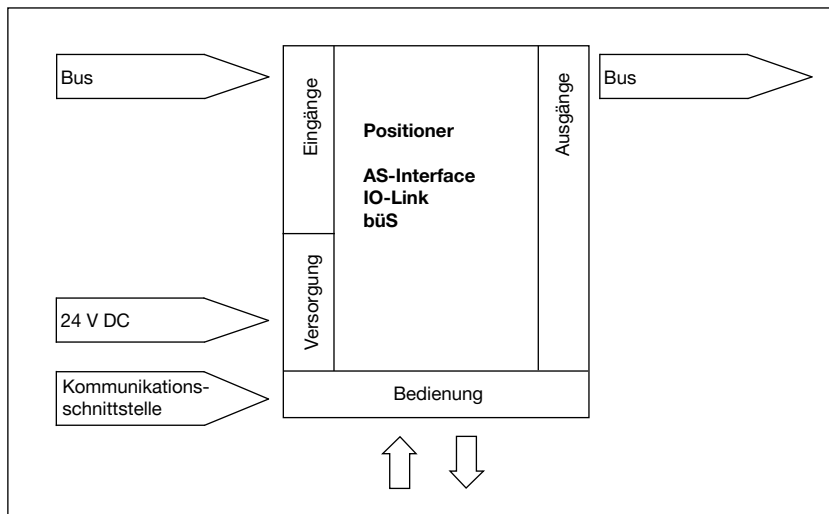 Bus
Eingänge
Positioner
AS-Interface
IO-Link
büS
Ausgänge
Bus
24 V DC
Versorgung
Kommunikations-
schnittstelle
Bedienung